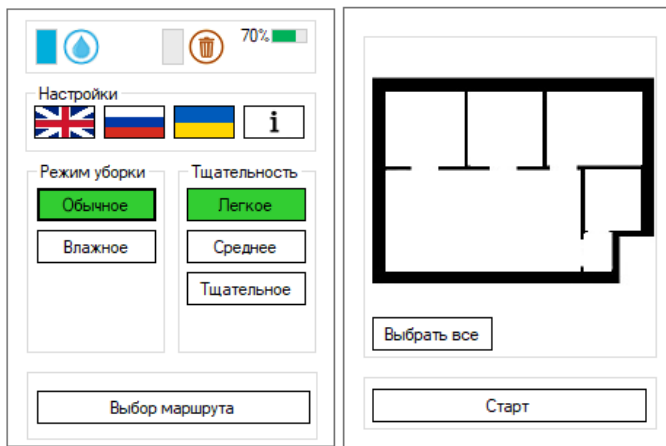 70%
Настройки
i
Режим уборки
Тщательность
Обычное
Легкое
Влажное
Среднее
Тщательное
Выбор маршрута
Выбрать все
Старт